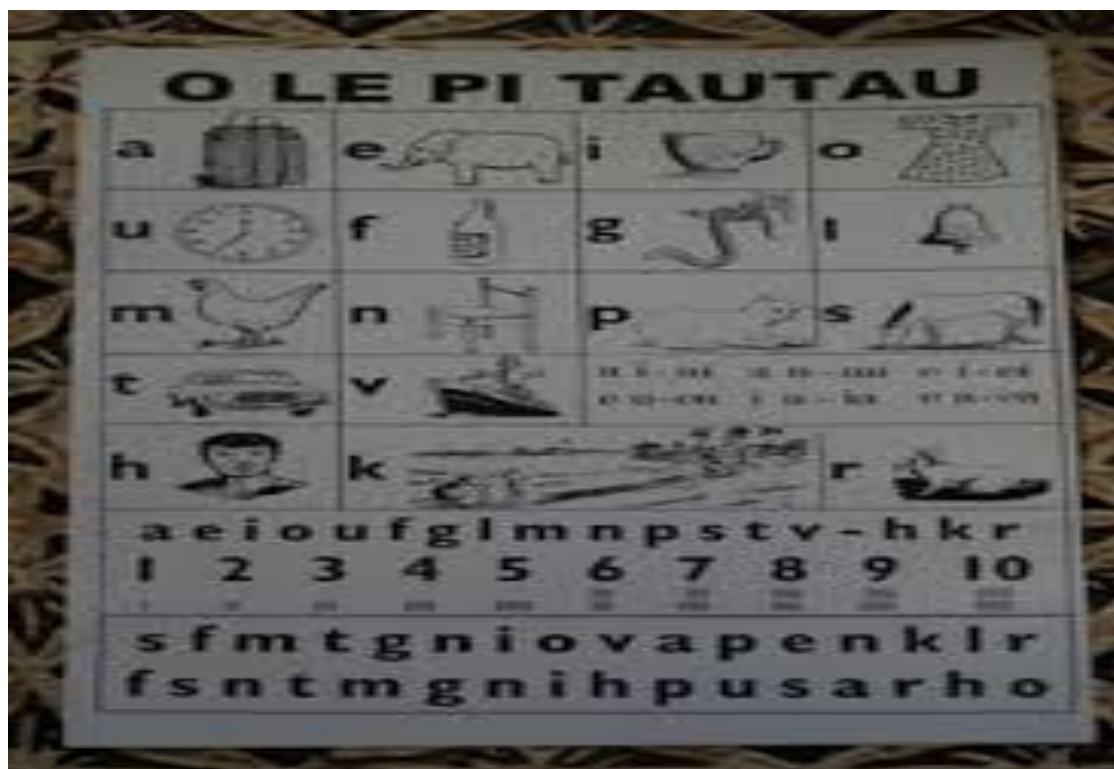 O LE PI TAUTAU
a e i o
u f g l
m n p s
t v
h k r
a e i o u f g l m n p s t v - h k r
1 2 3 4 5 6 7 8 9 10
s f m t g n i o v a p e n k l r
f s n t m g n i h p u s a r h o